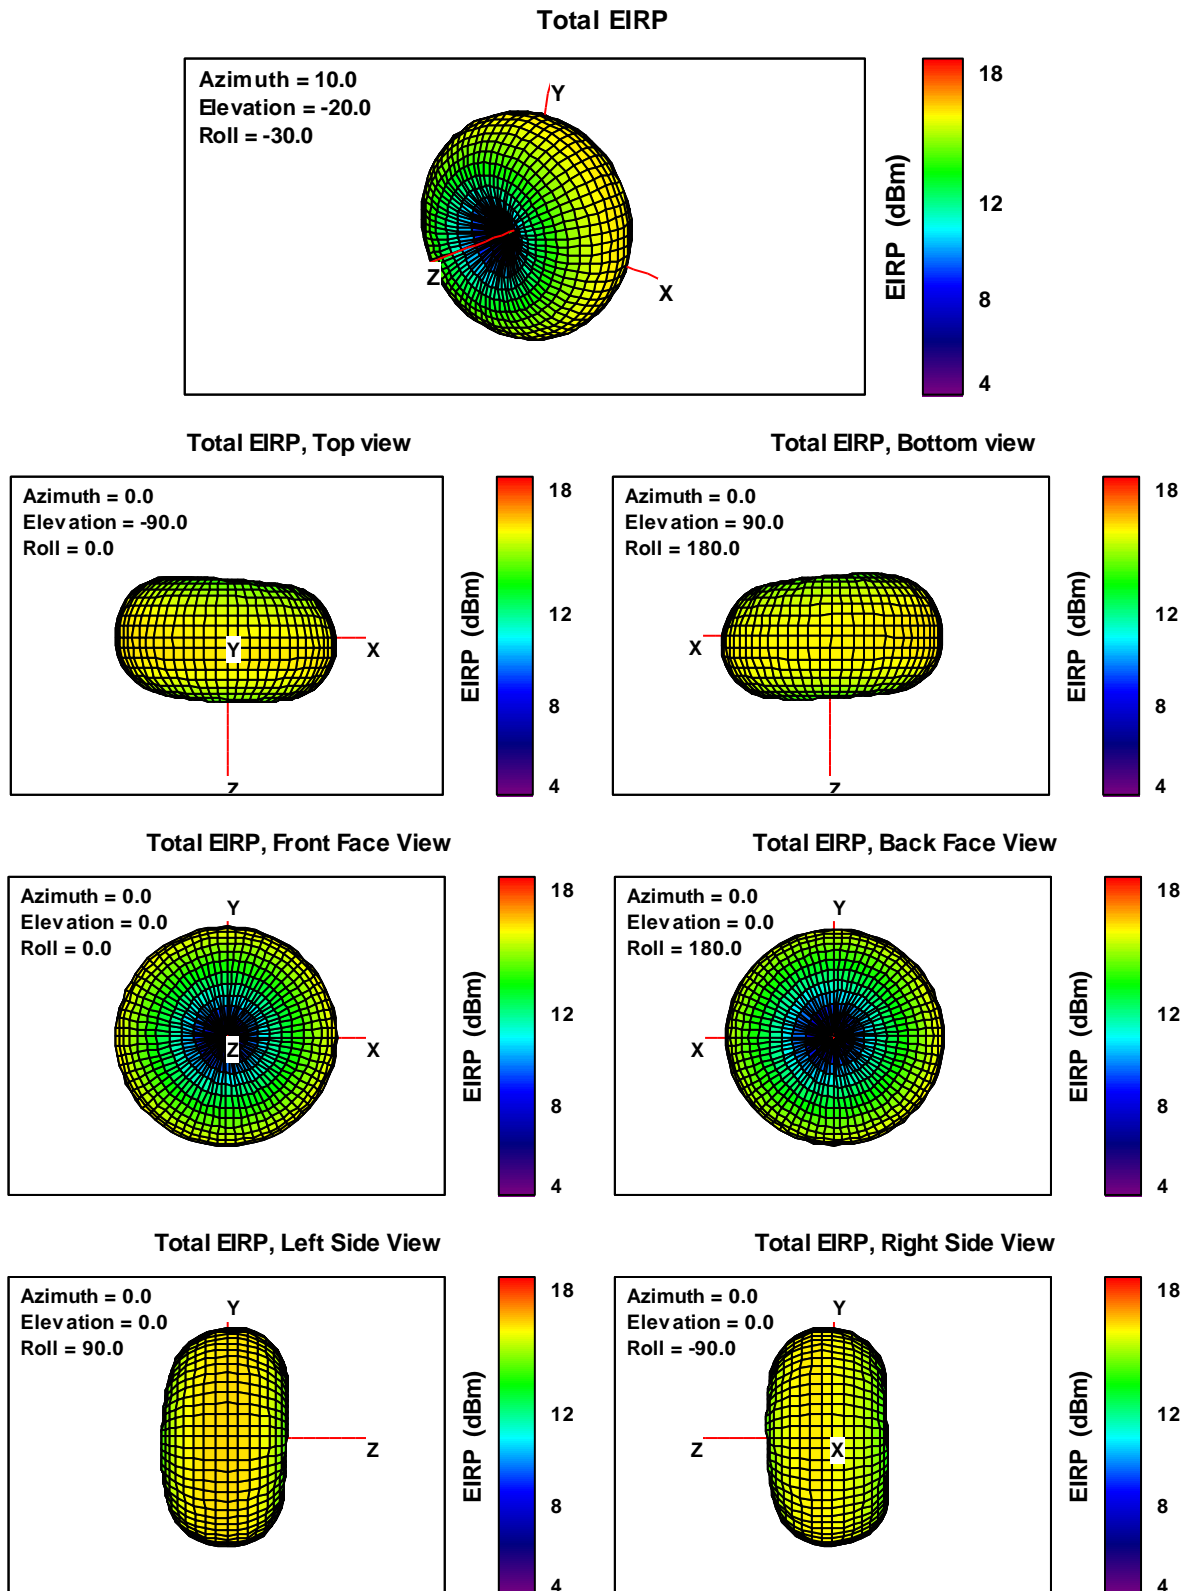 Total EIRP
Azimuth = 10.0
Elevation = -20.0
Roll = -30.0
Y
Z
X
EIRP (dBm)
18
12
8
4
Total EIRP, Top view
Azimuth = 0.0
Elevation = -90.0
Roll = 0.0
Y
X
Z
EIRP (dBm)
18
12
8
4
Total EIRP, Bottom view
Azimuth = 0.0
Elevation = 90.0
Roll = 180.0
X
Z
EIRP (dBm)
18
12
8
4
Total EIRP, Front Face View
Azimuth = 0.0
Elevation = 0.0
Roll = 0.0
Y
Z
X
EIRP (dBm)
18
12
8
4
Total EIRP, Back Face View
Azimuth = 0.0
Elevation = 0.0
Roll = 180.0
Y
X
EIRP (dBm)
18
12
8
4
Total EIRP, Left Side View
Azimuth = 0.0
Elevation = 0.0
Roll = 90.0
Y
Z
EIRP (dBm)
18
12
8
4
Total EIRP, Right Side View
Azimuth = 0.0
Elevation = 0.0
Roll = -90.0
Y
Z
X
EIRP (dBm)
18
12
8
4